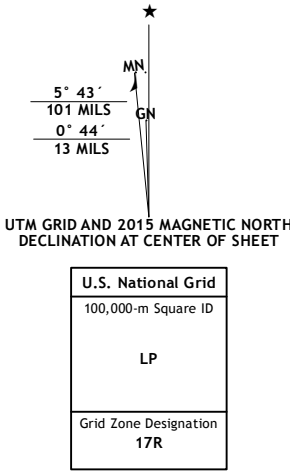 ★
MN
5° 43´
101 MILS
GN
0° 44´
13 MILS
UTM GRID AND 2015 MAGNETIC NORTH
DECLINATION AT CENTER OF SHEET
U.S. National Grid
100,000-m Square ID
LP
Grid Zone Designation
17R